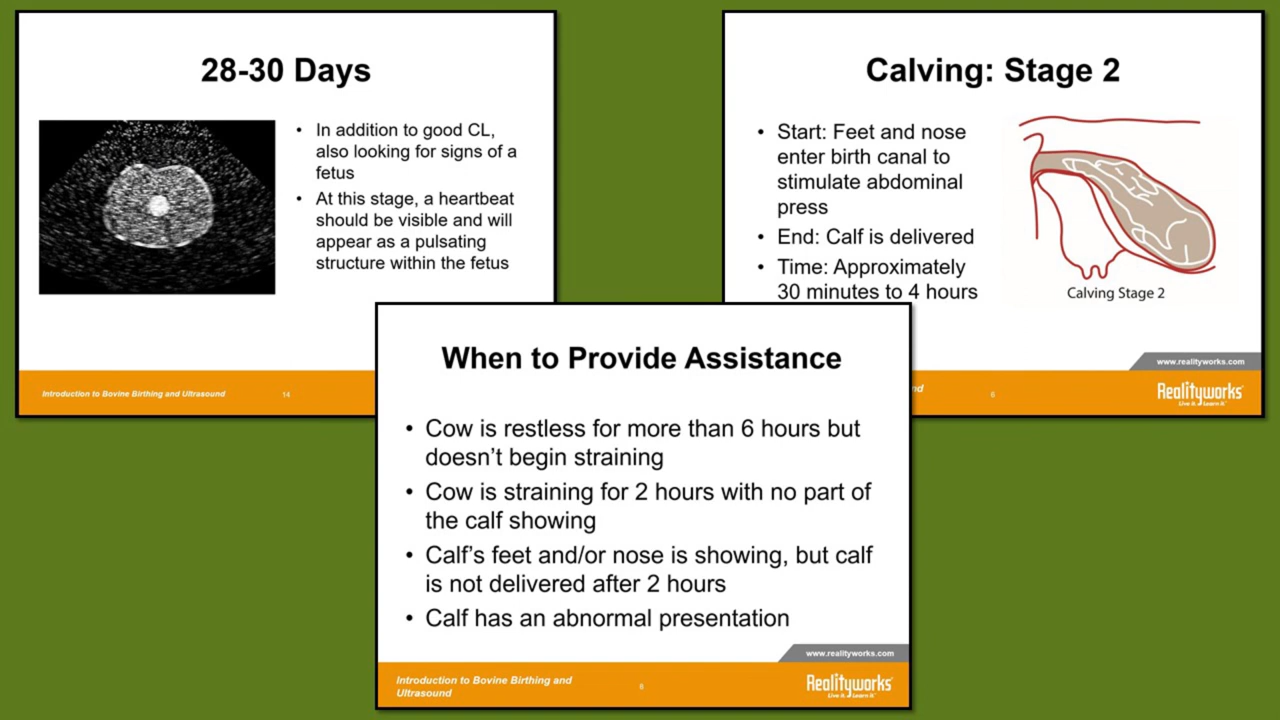 28-30 Days
• In addition to good CL,
also looking for signs of a
fetus
• At this stage, a heartbeat
should be visible and will
appear as a pulsating
structure within the fetus
Introduction to Bovine Birthing and Ultrasound 14
Calving: Stage 2
• Start: Feet and nose
enter birth canal to
stimulate abdominal
press
• End: Calf is delivered
• Time: Approximately
30 minutes to 4 hours
Calving Stage 2
www.realityworks.com
nd 6
Realityworks
Live it. Learn it.
When to Provide Assistance
• Cow is restless for more than 6 hours but
doesn't begin straining
• Cow is straining for 2 hours with no part of
the calf showing
• Calf's feet and/or nose is showing, but calf
is not delivered after 2 hours
• Calf has an abnormal presentation
www.realityworks.com
Introduction to Bovine Birthing and
Ultrasound
6
Realityworks
Live it. Learn it.